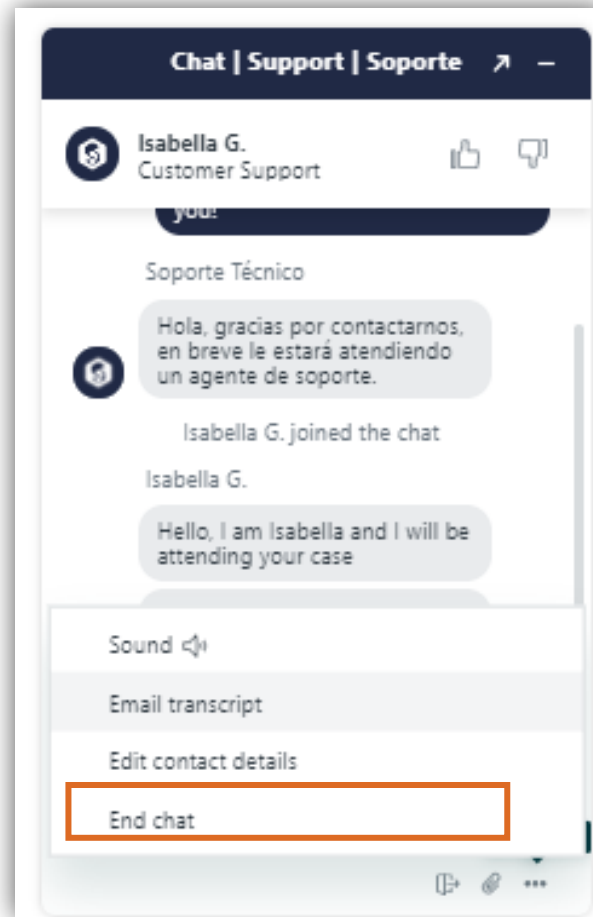 Chat | Support | Soporte
Isabella G.
Customer Support
you!
Soporte Técnico
Hola, gracias por contactarnos,
en breve le estará atendiendo
un agente de soporte.
Isabella G. joined the chat
Isabella G.
Hello, I am Isabella and I will be
attending your case
Sound
Email transcript
Edit contact details
End chat